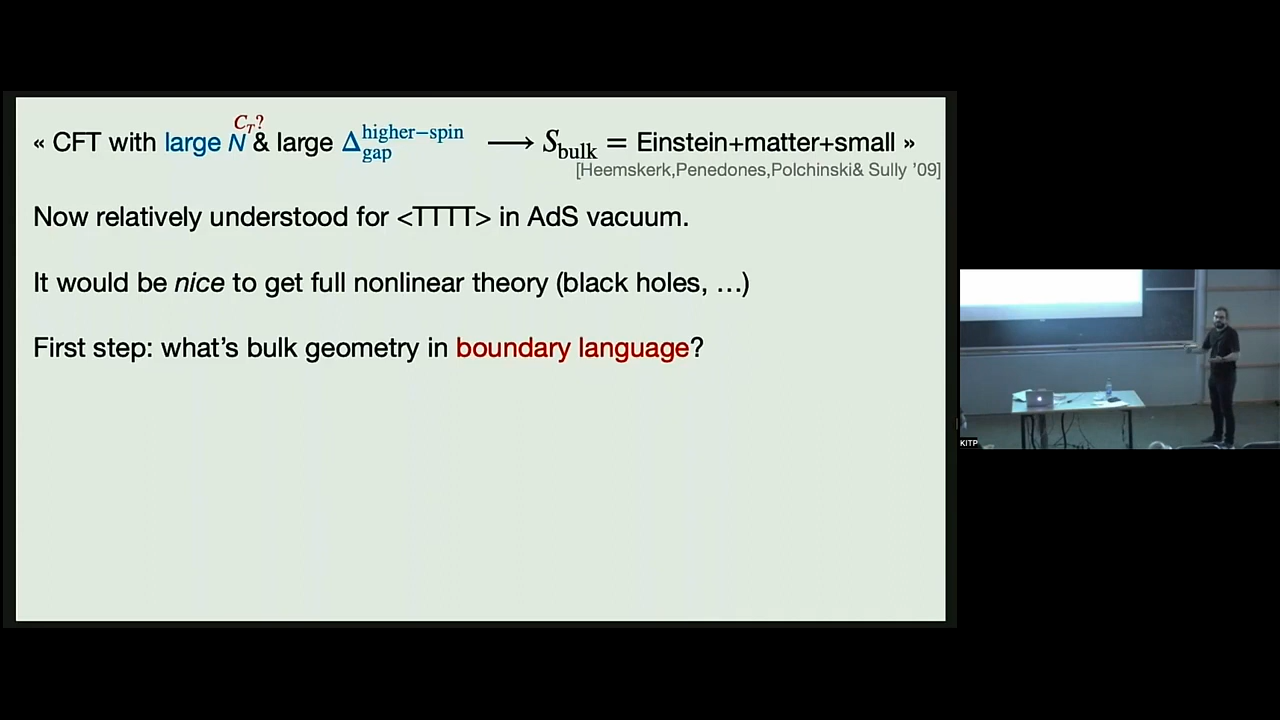 C_T?
« CFT with large N & large Δ_gap^higher−spin ⟶ S_bulk = Einstein+matter+small »
[Heemskerk,Penedones,Polchinski& Sully ’09]
Now relatively understood for <TTTT> in AdS vacuum.
It would be nice to get full nonlinear theory (black holes, …)
First step: what’s bulk geometry in boundary language?
KITP